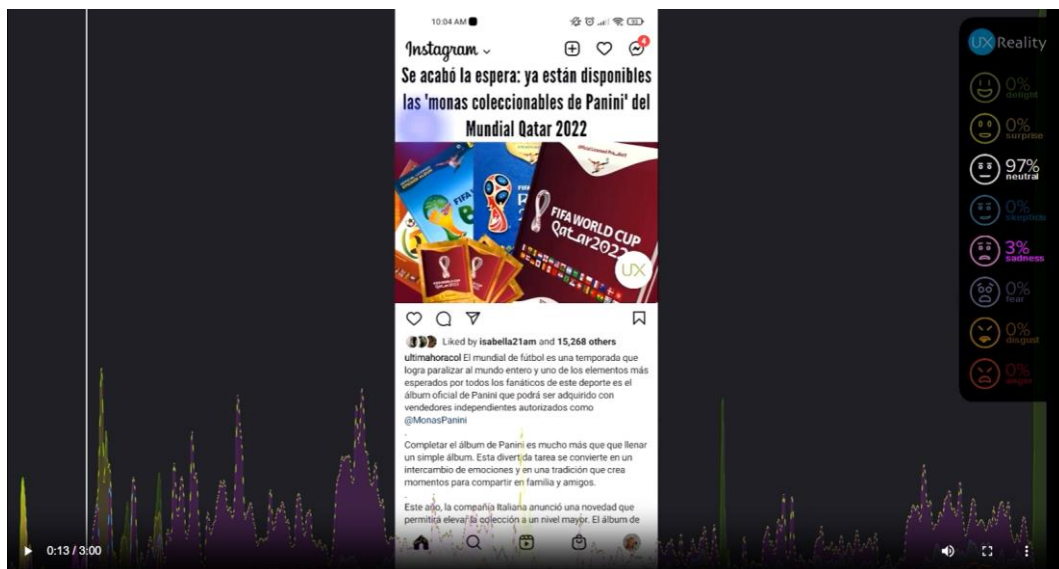 10:04 AM
Instagram
4
Se acabó la espera: ya están disponibles
las 'monas coleccionables de Panini' del
Mundial Qatar 2022
FIFA
FIFA WORLD CUP
Qatar2022
UX
Liked by isabella21am and 15,268 others
ultimahoracol El mundial de fútbol es una temporada que
logra paralizar al mundo entero y uno de los elementos más
esperados por todos los fanáticos de este deporte es el
álbum oficial de Panini que podrá ser adquirido con
vendedores independientes autorizados como
@MonasPanini
.
Completar el álbum de Panini es mucho más que que llenar
un simple álbum. Esta divertida tarea se convierte en un
intercambio de emociones y en una tradición que crea
momentos para compartir en familia y amigos.
.
Este año, la compañía Italiana anunció una novedad que
permitirá elevar la colección a un nivel mayor. El álbum de
UX Reality
0%
delight
0%
surprise
97%
neutral
0%
skepticis
3%
sadness
0%
fear
0%
disgust
0%
anger
0:13 / 3:00